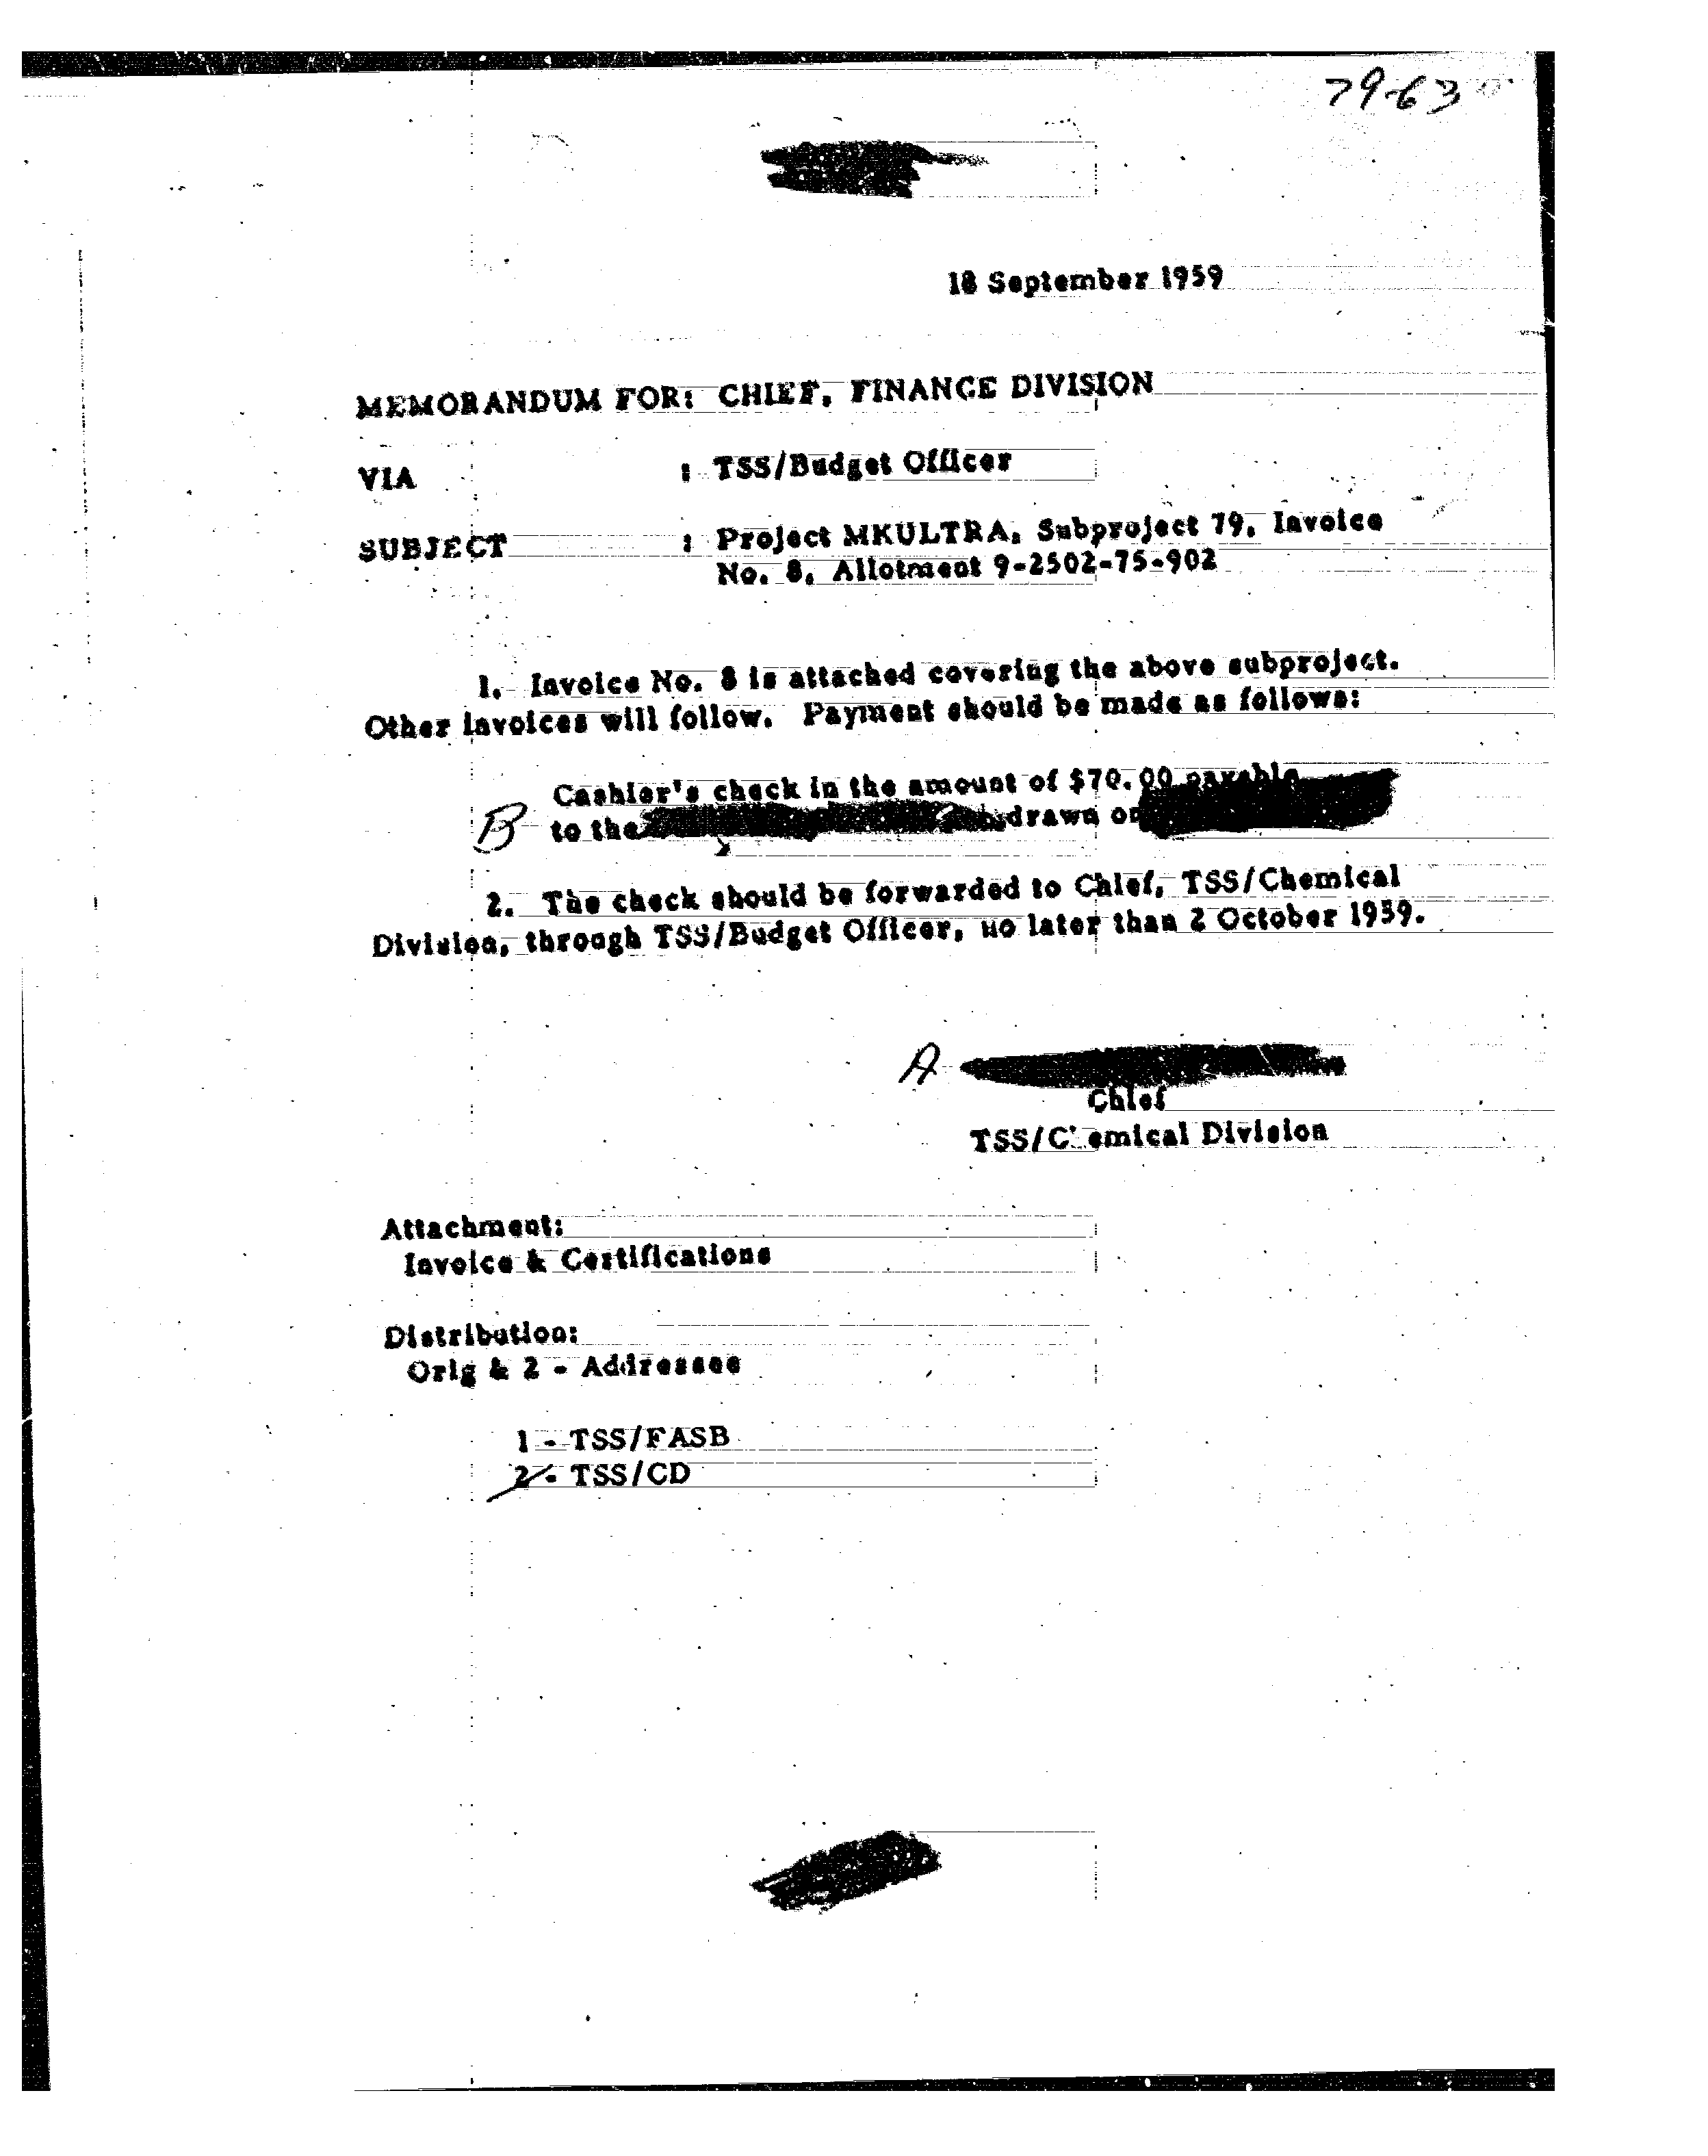 79-63
18 September 1959
MEMORANDUM FOR: CHIEF, FINANCE DIVISION
VIA : TSS/Budget Officer
SUBJECT : Project MKULTRA, Subproject 79, Invoice
No. 8, Allotment 9-2502-75-902
1. Invoice No. 8 is attached covering the above subproject.
Other invoices will follow. Payment should be made as follows:
Cashier's check in the amount of $70.00 payable
B to the drawn on
2. The check should be forwarded to Chief, TSS/Chemical
Division, through TSS/Budget Officer, no later than 2 October 1959.
A
Chief
TSS/Chemical Division
Attachment:
Invoice & Certifications
Distribution:
Orig & 2 - Addressee
1 - TSS/FASB
2 - TSS/CD